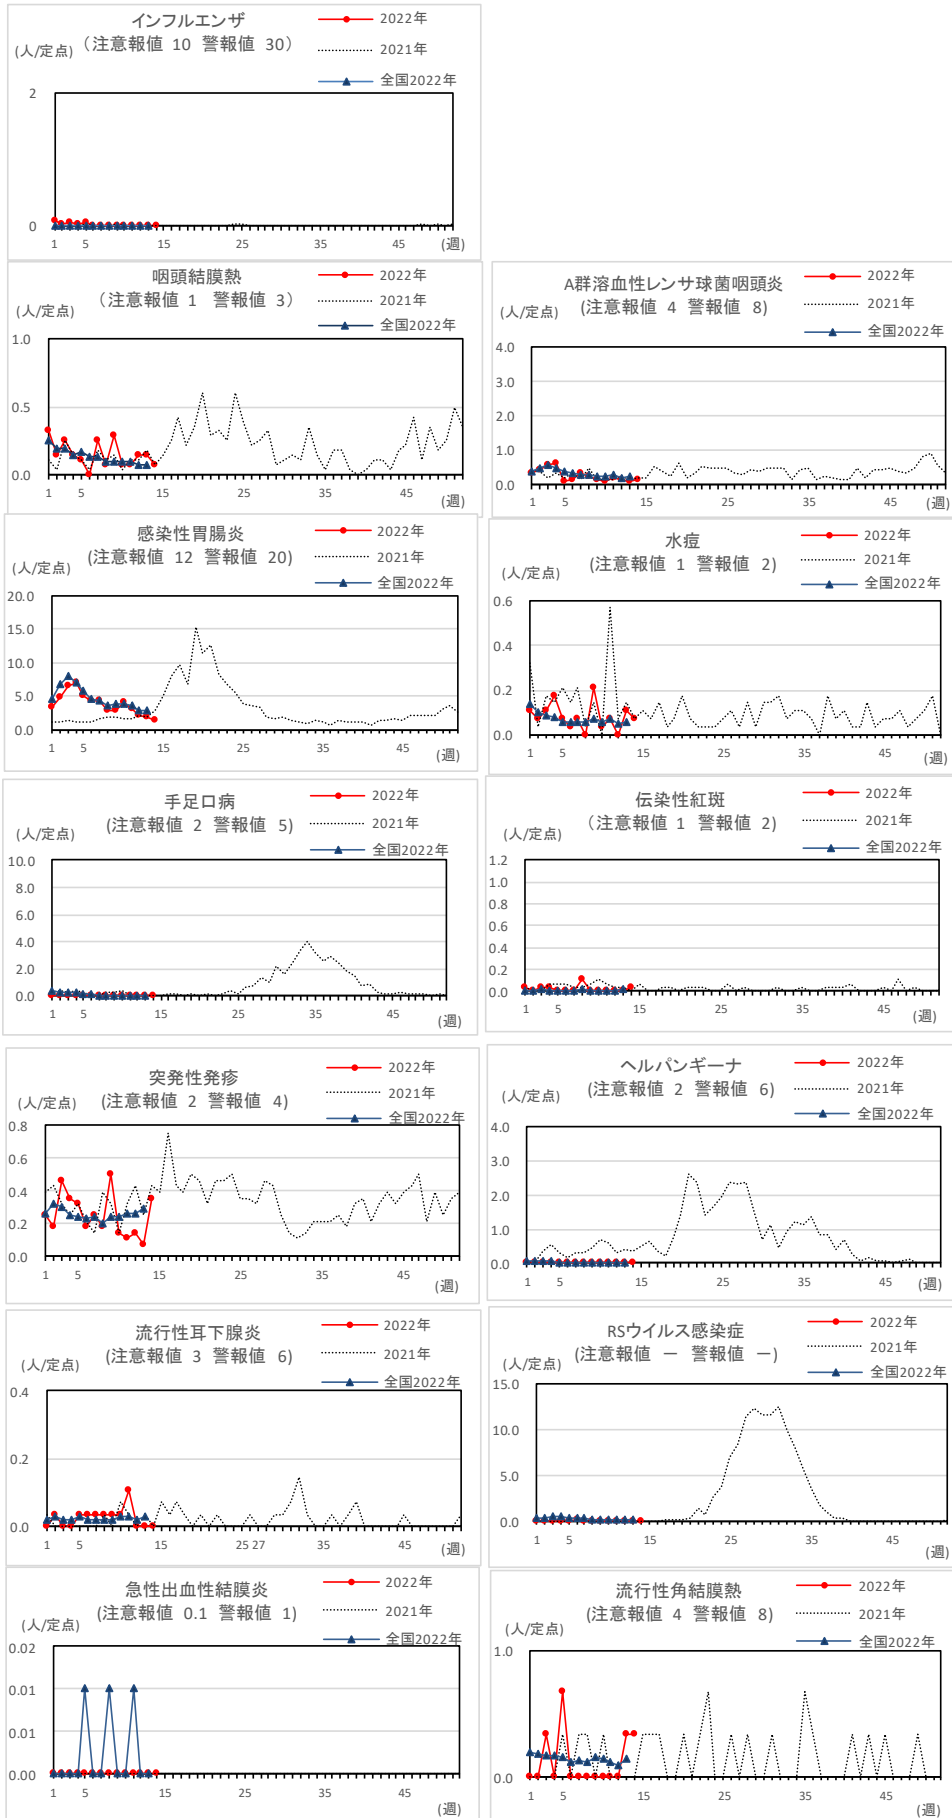 インフルエンザ
(注意報値 10 警報値 30)
(人/定点)
2022年
2021年
全国2022年
2
0
1 5 15 25 35 45
(週)
咽頭結膜熱
(注意報値 1 警報値 3)
(人/定点)
2022年
2021年
全国2022年
1.0
0.5
0.0
1 5 15 25 35 45
(週)
A群溶血性レンサ球菌咽頭炎
(注意報値 4 警報値 8)
(人/定点)
2022年
2021年
全国2022年
4.0
3.0
2.0
1.0
0.0
1 5 15 25 35 45
(週)
感染性胃腸炎
(注意報値 12 警報値 20)
(人/定点)
2022年
2021年
全国2022年
20.0
15.0
10.0
5.0
0.0
1 5 15 25 35 45
(週)
水痘
(注意報値 1 警報値 2)
(人/定点)
2022年
2021年
全国2022年
0.6
0.4
0.2
0.0
1 5 15 25 35 45
(週)
手足口病
(注意報値 2 警報値 5)
(人/定点)
2022年
2021年
全国2022年
10.0
8.0
6.0
4.0
2.0
0.0
1 5 15 25 35 45
(週)
伝染性紅斑
(注意報値 1 警報値 2)
(人/定点)
2022年
2021年
全国2022年
1.2
1.0
0.8
0.6
0.4
0.2
0.0
1 5 15 25 35 45
(週)
突発性発疹
(注意報値 2 警報値 4)
(人/定点)
2022年
2021年
全国2022年
0.8
0.6
0.4
0.2
0.0
1 5 15 25 35 45
(週)
ヘルパンギーナ
(注意報値 2 警報値 6)
(人/定点)
2022年
2021年
全国2022年
4.0
3.0
2.0
1.0
0.0
1 5 15 25 35 45
(週)
流行性耳下腺炎
(注意報値 3 警報値 6)
(人/定点)
2022年
2021年
全国2022年
0.4
0.2
0.0
1 5 15 25 27 35 45
(週)
RSウイルス感染症
(注意報値 ー 警報値 ー)
(人/定点)
2022年
2021年
全国2022年
15.0
10.0
5.0
0.0
1 5 15 25 35 45
(週)
急性出血性結膜炎
(注意報値 0.1 警報値 1)
(人/定点)
2022年
2021年
全国2022年
0.02
0.01
0.01
0.00
1 5 15 25 35 45
(週)
流行性角結膜熱
(注意報値 4 警報値 8)
(人/定点)
2022年
2021年
全国2022年
1.0
0.0
1 5 15 25 35 45
(週)